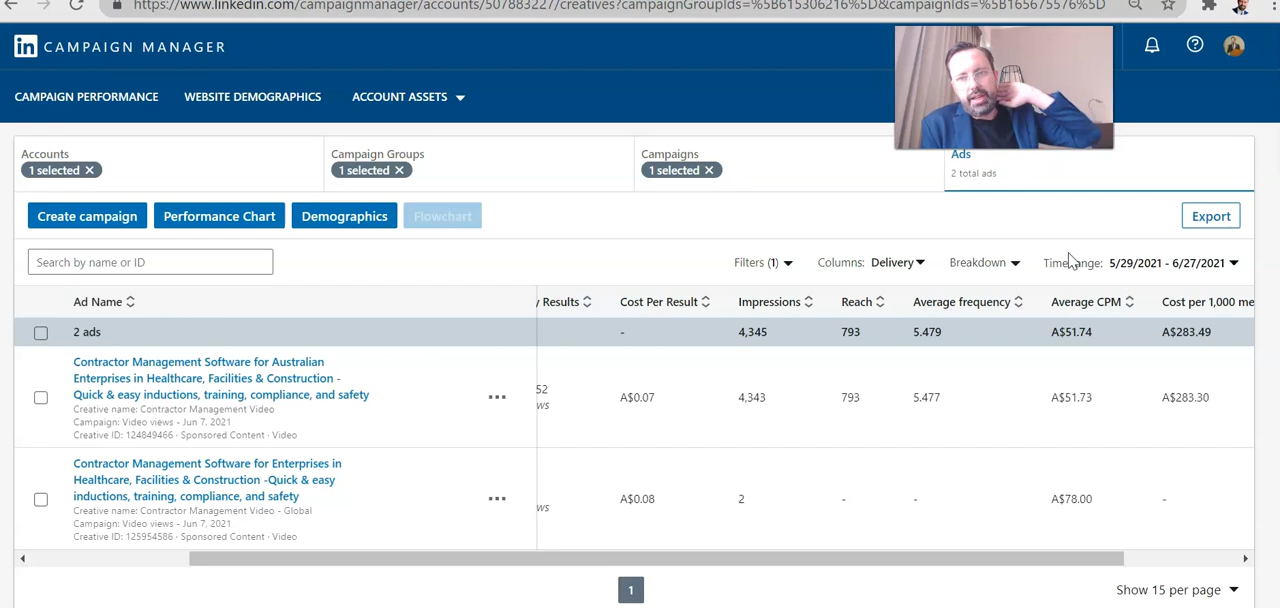 https://www.linkedin.com/campaignmanager/accounts/507883227/creatives?campaignGroupIds=%5B615306216%5D&campaignIds=%5B165675576%5D
in CAMPAIGN MANAGER
CAMPAIGN PERFORMANCE WEBSITE DEMOGRAPHICS ACCOUNT ASSETS
Accounts Campaign Groups Campaigns Ads
1 selected 1 selected 1 selected 2 total ads
Create campaign Performance Chart Demographics Flowchart Export
Search by name or ID Filters (1) Columns: Delivery Breakdown Time range: 5/29/2021 - 6/27/2021
Ad Name y Results Cost Per Result Impressions Reach Average frequency Average CPM Cost per 1,000 me
2 ads - 4,345 793 5.479 A$51.74 A$283.49
Contractor Management Software for Australian
Enterprises in Healthcare, Facilities & Construction -
Quick & easy inductions, training, compliance, and safety
Creative name: Contractor Management Video
Campaign: Video views - Jun 7, 2021
Creative ID: 124849466 · Sponsored Content · Video
52
ws
A$0.07 4,343 793 5.477 A$51.73 A$283.30
Contractor Management Software for Enterprises in
Healthcare, Facilities & Construction -Quick & easy
inductions, training, compliance, and safety
Creative name: Contractor Management Video - Global
Campaign: Video views - Jun 7, 2021
Creative ID: 125954586 · Sponsored Content · Video
ws
A$0.08 2 - - A$78.00 -
1
Show 15 per page